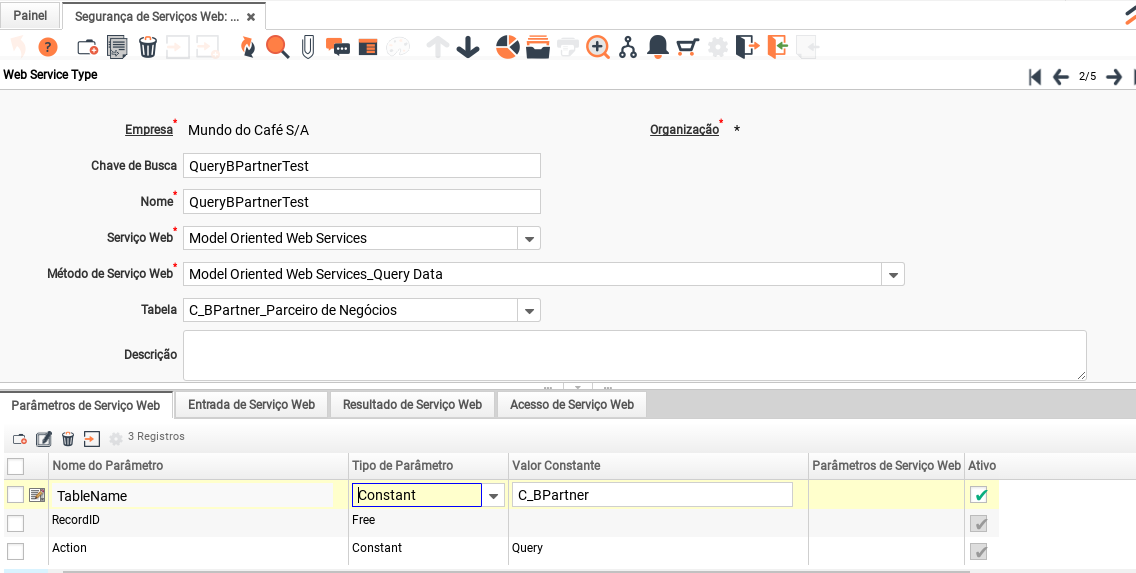 Painel
Segurança de Serviços Web: ... ×
Web Service Type
2/5
Empresa* Mundo do Café S/A Organização* *
Chave de Busca QueryBPartnerTest
Nome* QueryBPartnerTest
Serviço Web* Model Oriented Web Services
Método de Serviço Web* Model Oriented Web Services_Query Data
Tabela C_BPartner_Parceiro de Negócios
Descrição
Parâmetros de Serviço Web Entrada de Serviço Web Resultado de Serviço Web Acesso de Serviço Web
3 Registros
Nome do Parâmetro Tipo de Parâmetro Valor Constante Parâmetros de Serviço Web Ativo
TableName Constant C_BPartner
RecordID Free
Action Constant Query